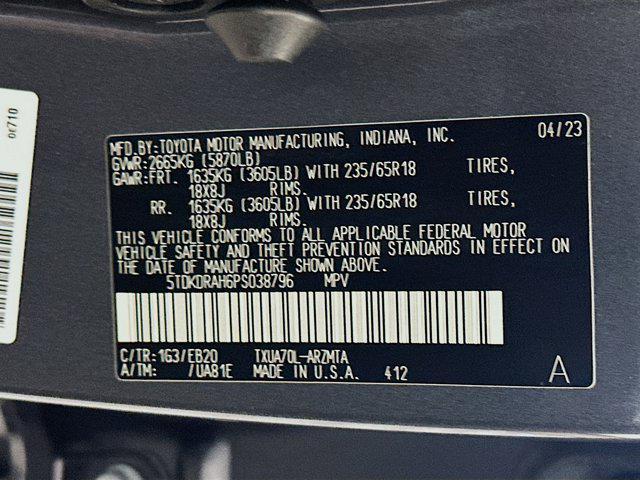 0E710
MFD.BY:TOYOTA MOTOR MANUFACTURING, INDIANA, INC. 04/23
GVWR:2665KG (5870LB)
GAWR:FRT. 1635KG (3605LB) WITH 235/65R18 TIRES,
18X8J RIMS.
RR. 1635KG (3605LB) WITH 235/65R18 TIRES,
18X8J RIMS.
THIS VEHICLE CONFORMS TO ALL APPLICABLE FEDERAL MOTOR
VEHICLE SAFETY AND THEFT PREVENTION STANDARDS IN EFFECT ON
THE DATE OF MANUFACTURE SHOWN ABOVE.
5TDKDRAH6PS038796 MPV
C/TR:1G3/EB20 TXUA70L-ARZMTA
A/TM: /UA81E MADE IN U.S.A. 412 A